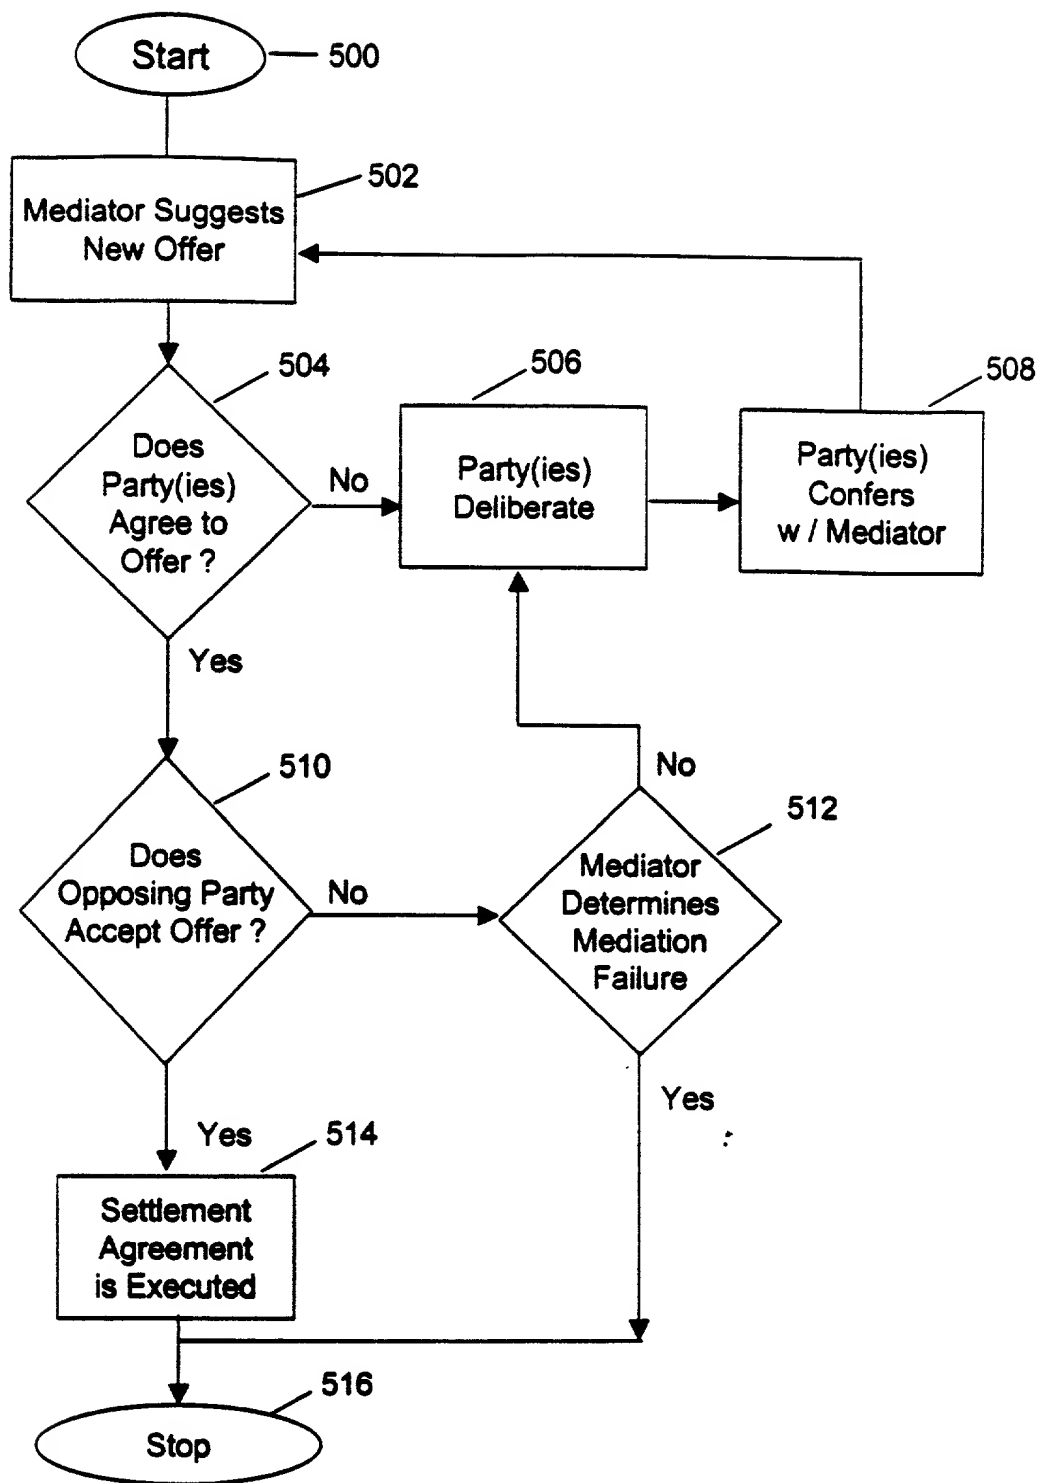 Start
500
502
Mediator Suggests
New Offer
504
506
508
Does
Party(ies)
Agree to
Offer ?
No
Party(ies)
Deliberate
Party(ies)
Confers
w / Mediator
Yes
510
No
512
Does
Opposing Party
Accept Offer ?
No
Mediator
Determines
Mediation
Failure
Yes
Yes
514
Settlement
Agreement
is Executed
516
Stop